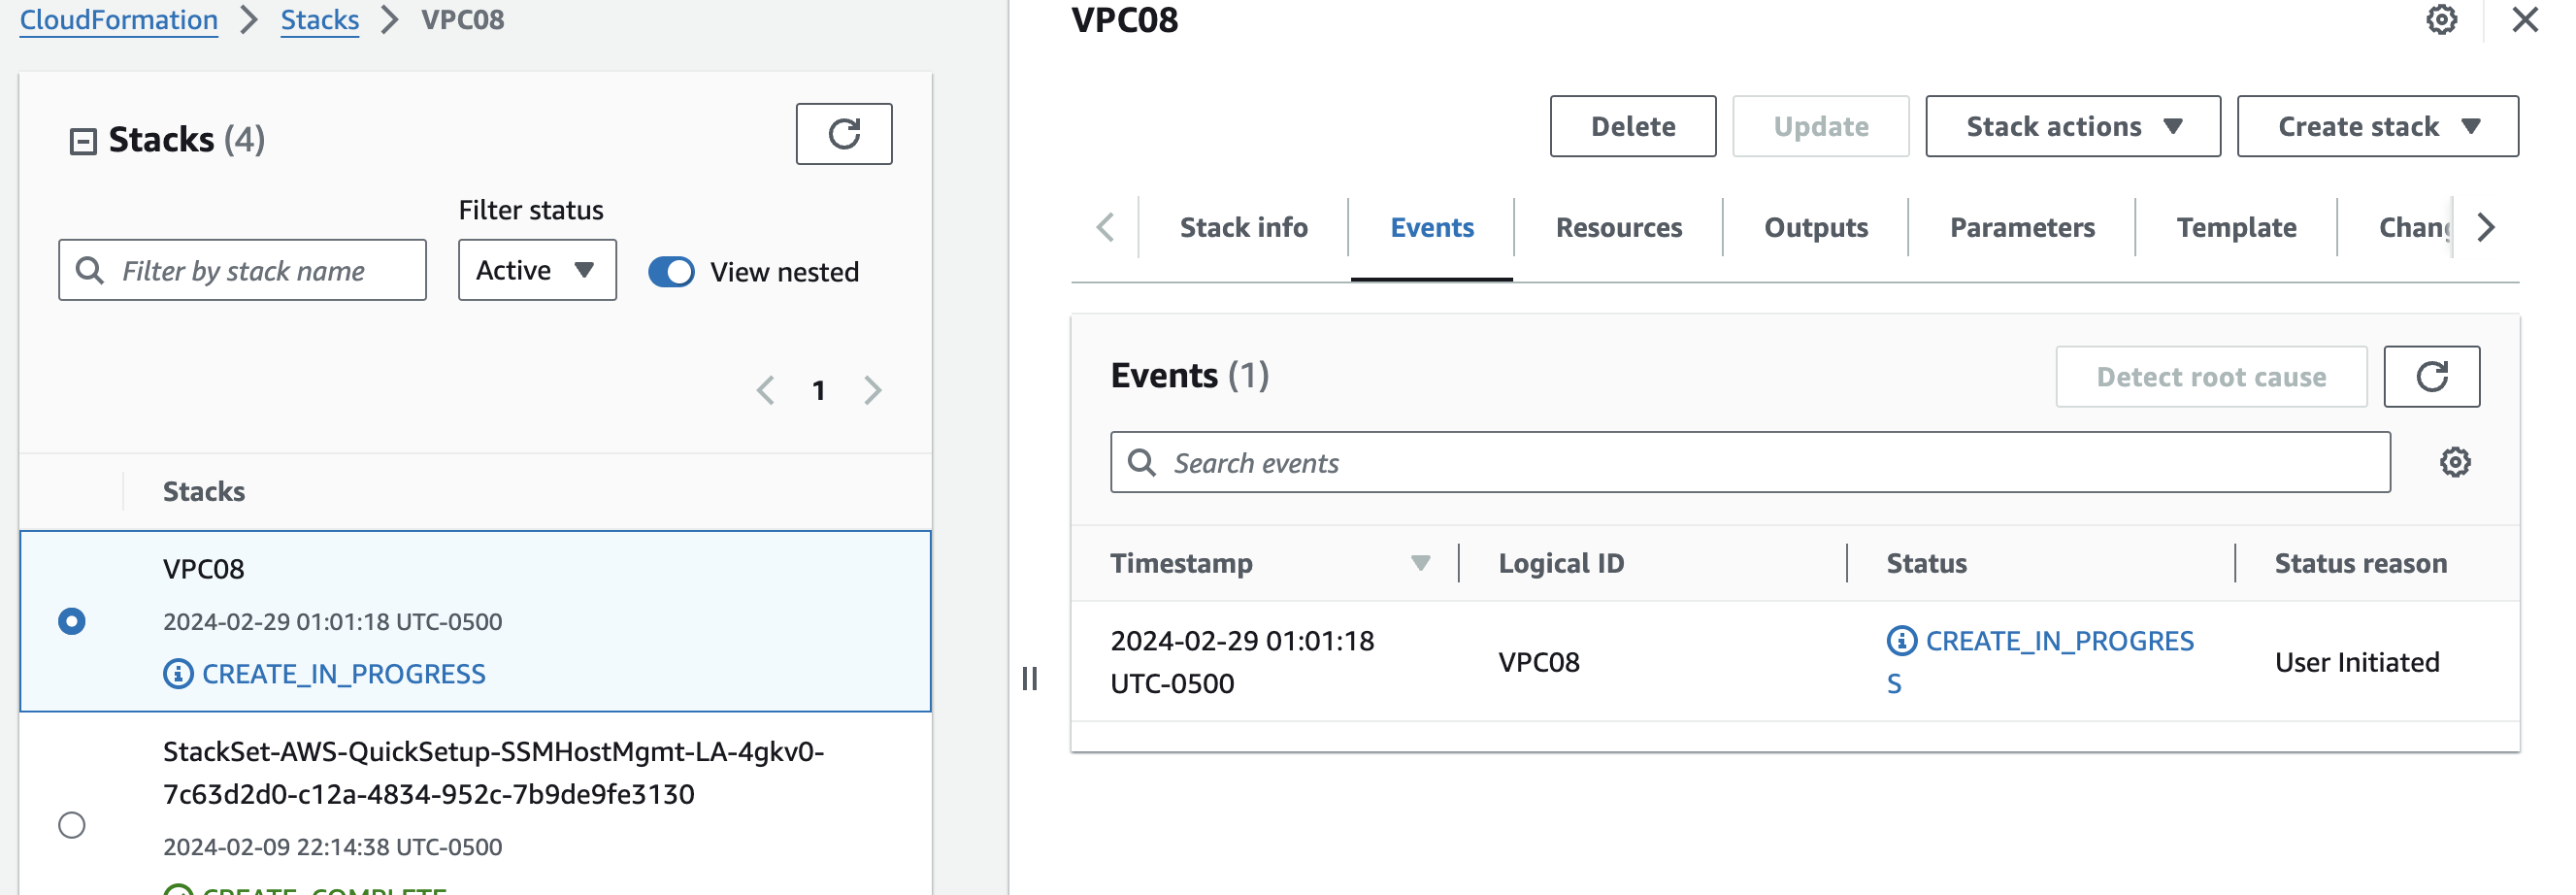 CloudFormation > Stacks > VPC08
Stacks (4)
Filter status
Filter by stack name
Active
View nested
1
Stacks
VPC08
2024-02-29 01:01:18 UTC-0500
CREATE_IN_PROGRESS
StackSet-AWS-QuickSetup-SSMHostMgmt-LA-4gkv0-
7c63d2d0-c12a-4834-952c-7b9de9fe3130
2024-02-09 22:14:38 UTC-0500
CREATE_COMPLETE
VPC08
Delete
Update
Stack actions
Create stack
Stack info
Events
Resources
Outputs
Parameters
Template
Chang
Events (1)
Detect root cause
Search events
Timestamp
Logical ID
Status
Status reason
2024-02-29 01:01:18
UTC-0500
VPC08
CREATE_IN_PROGRES
S
User Initiated